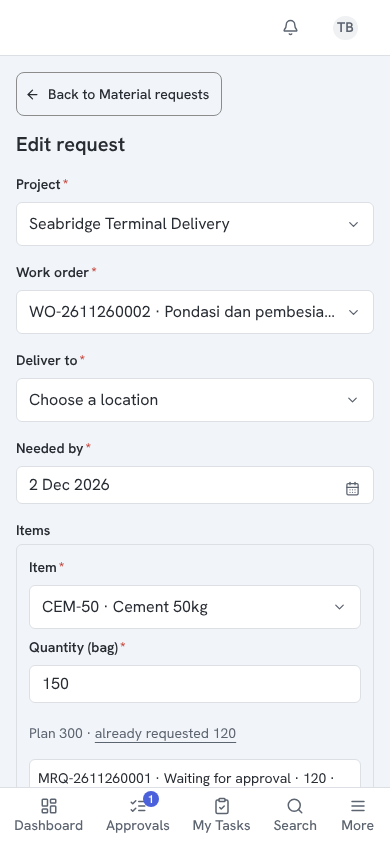 TB
Back to Material requests
Edit request
Project *
Seabridge Terminal Delivery
Work order *
WO-2611260002 · Pondasi dan pembesia...
Deliver to *
Choose a location
Needed by *
2 Dec 2026
Items
Item *
CEM-50 · Cement 50kg
Quantity (bag) *
150
Plan 300 · already requested 120
MRQ-2611260001 · Waiting for approval · 120 ·
1
Dashboard Approvals My Tasks Search More